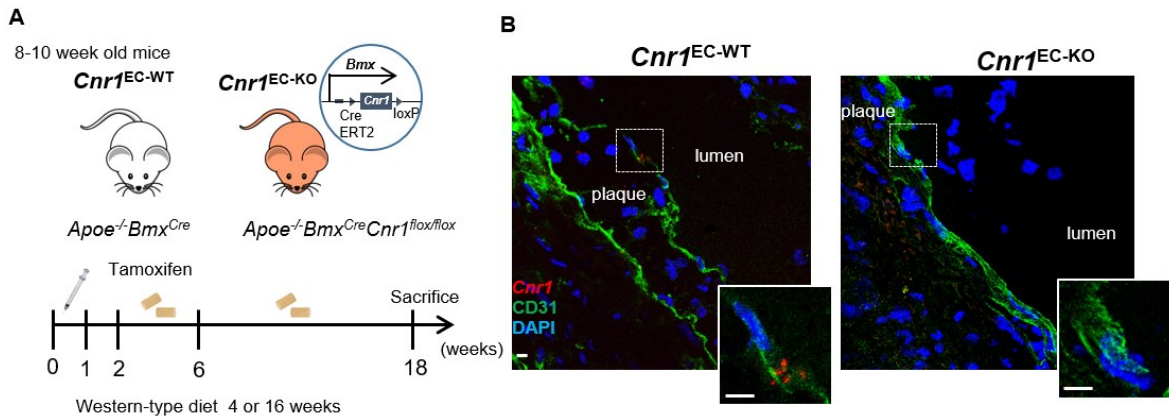 A
8-10 week old mice
Cnr1EC-WT
Cnr1EC-KO
Bmx
Cnr1
Cre
ERT2
loxP
Apoe-/-BmxCre
Apoe-/-BmxCreCnr1flox/flox
Tamoxifen
Sacrifice
0 1 2 6 18 (weeks)
Western-type diet 4 or 16 weeks
B
Cnr1EC-WT
lumen
plaque
Cnr1
CD31
DAPI
Cnr1EC-KO
plaque
lumen